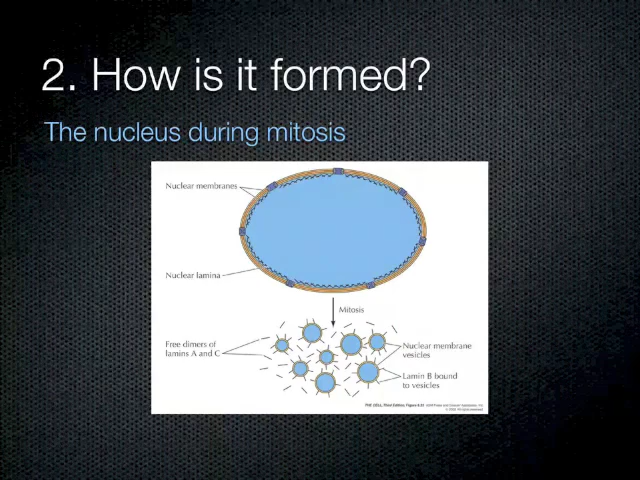 2. How is it formed?
The nucleus during mitosis
Nuclear membranes
Nuclear lamina
Mitosis
Free dimers of
lamins A and C
Nuclear membrane
vesicles
Lamin B bound
to vesicles